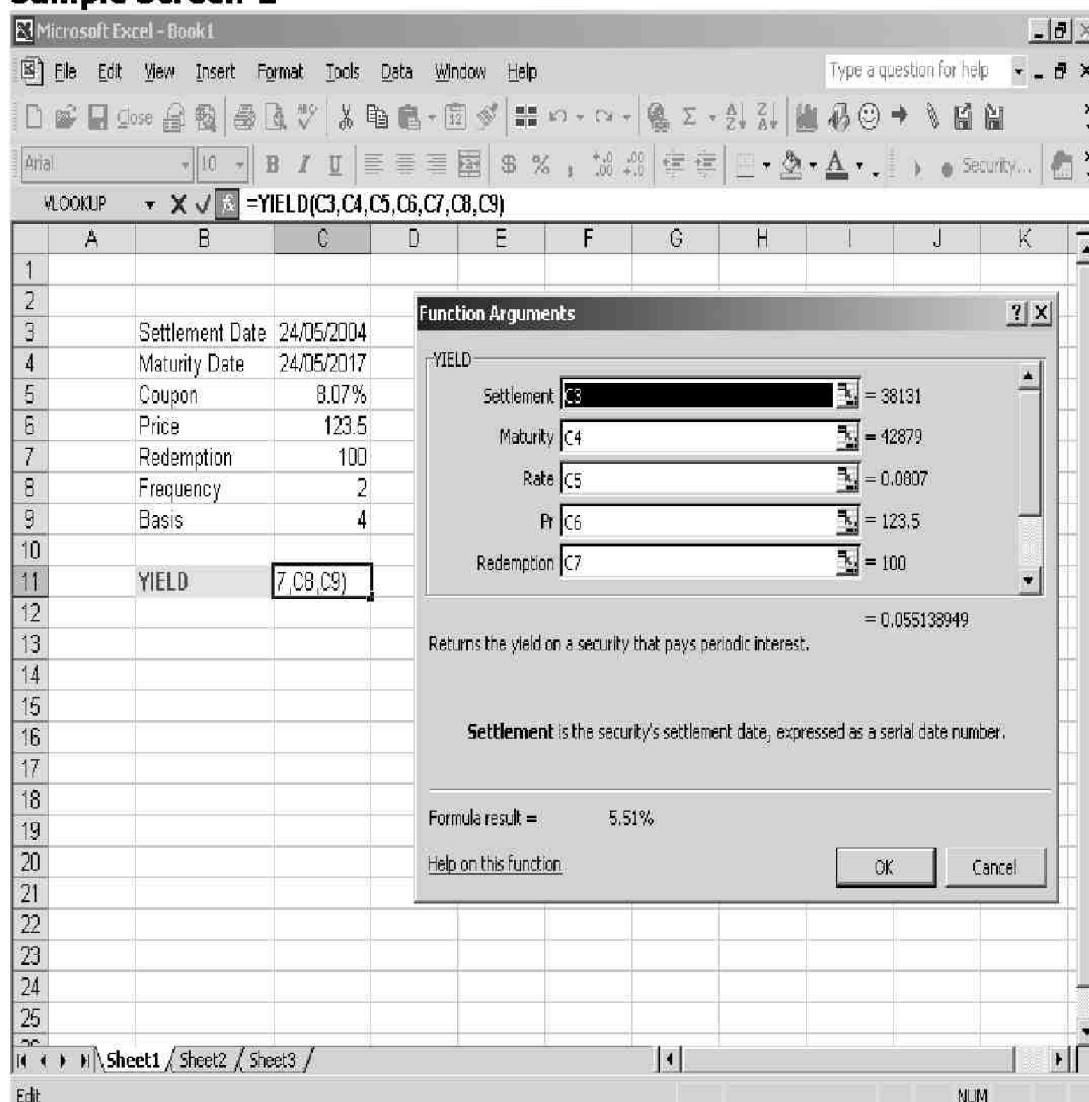 Microsoft Excel - Book1
File Edit View Insert Format Tools Data Window Help Type a question for help
Close
Arial 10 B I U $ % , Security...
VLOOKUP =YIELD(C3,C4,C5,C6,C7,C8,C9)
A B C D E F G H I J K
1
2
3 Settlement Date 24/05/2004
4 Maturity Date 24/05/2017
5 Coupon 8.07%
6 Price 123.5
7 Redemption 100
8 Frequency 2
9 Basis 4
10
11 YIELD 7,C8,C9)
12
13
14
15
16
17
18
19
20
21
22
23
24
25
Function Arguments
YIELD
Settlement C3 = 38131
Maturity C4 = 42879
Rate C5 = 0.0807
Pr C6 = 123.5
Redemption C7 = 100
= 0.055138949
Returns the yield on a security that pays periodic interest.
Settlement is the security's settlement date, expressed as a serial date number.
Formula result = 5.51%
Help on this function
OK Cancel
Sheet1 / Sheet2 / Sheet3 /
Edit NUM